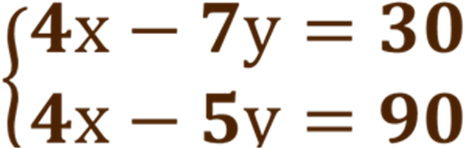 4x − 7y = 30
4x − 5y = 90